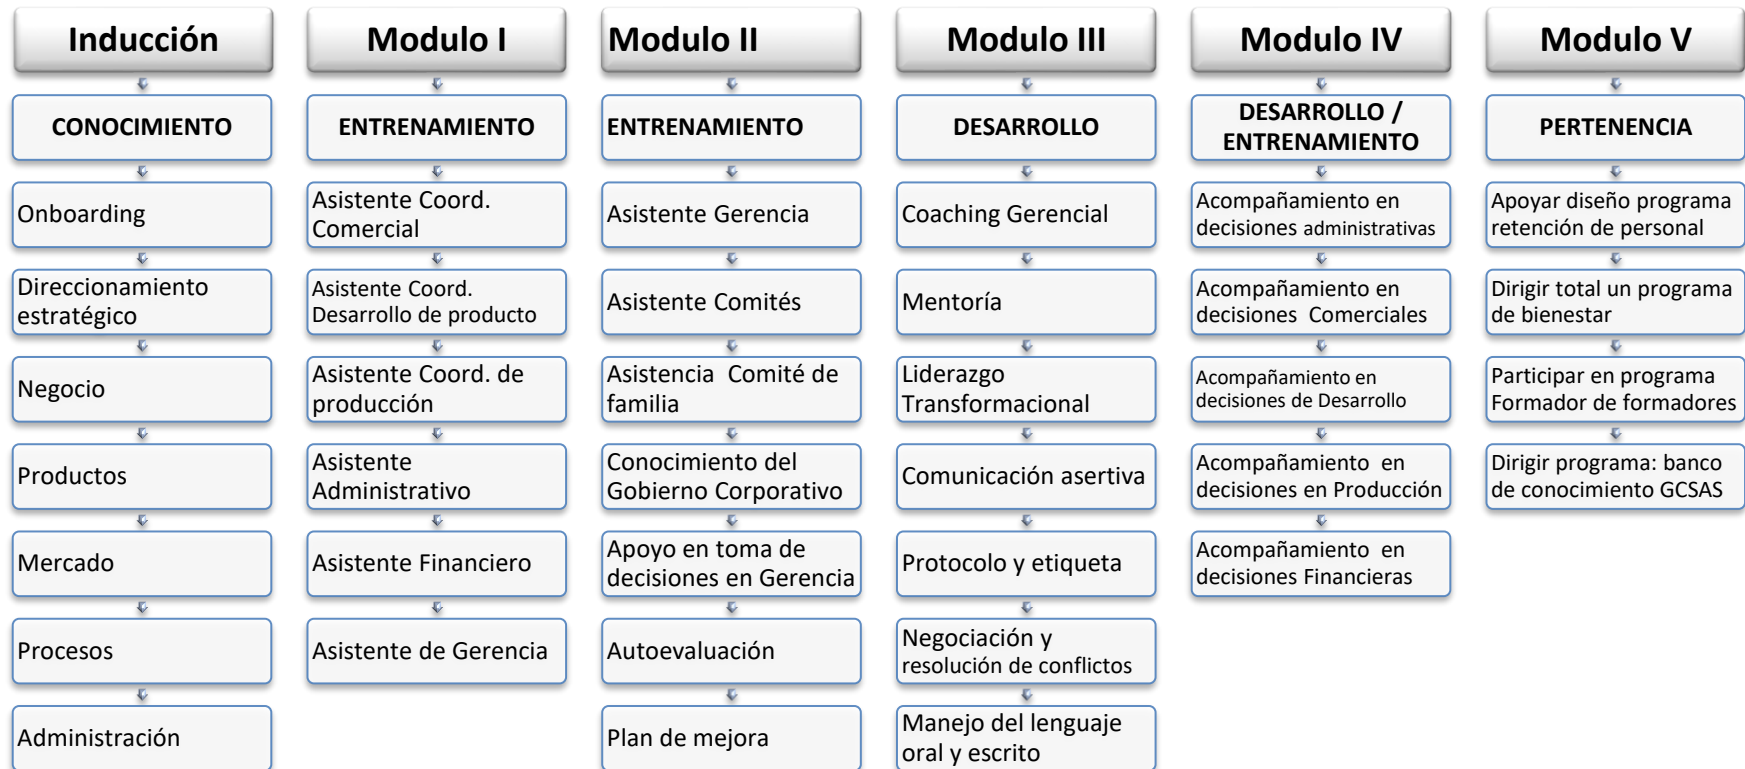 Inducción
CONOCIMIENTO
Onboarding
Direccionamiento
estratégico
Negocio
Productos
Mercado
Procesos
Administración
Modulo I
ENTRENAMIENTO
Asistente Coord.
Comercial
Asistente Coord.
Desarrollo de producto
Asistente Coord. de
producción
Asistente
Administrativo
Asistente Financiero
Asistente de Gerencia
Modulo II
ENTRENAMIENTO
Asistente Gerencia
Asistente Comités
Asistencia Comité de
familia
Conocimiento del
Gobierno Corporativo
Apoyo en toma de
decisiones en Gerencia
Autoevaluación
Plan de mejora
Modulo III
DESARROLLO
Coaching Gerencial
Mentoría
Liderazgo
Transformacional
Comunicación asertiva
Protocolo y etiqueta
Negociación y
resolución de conflictos
Manejo del lenguaje
oral y escrito
Modulo IV
DESARROLLO /
ENTRENAMIENTO
Acompañamiento en
decisiones administrativas
Acompañamiento en
decisiones Comerciales
Acompañamiento en
decisiones de Desarrollo
Acompañamiento en
decisiones en Producción
Acompañamiento en
decisiones Financieras
Modulo V
PERTENENCIA
Apoyar diseño programa
retención de personal
Dirigir total un programa
de bienestar
Participar en programa
Formador de formadores
Dirigir programa: banco
de conocimiento GCSAS